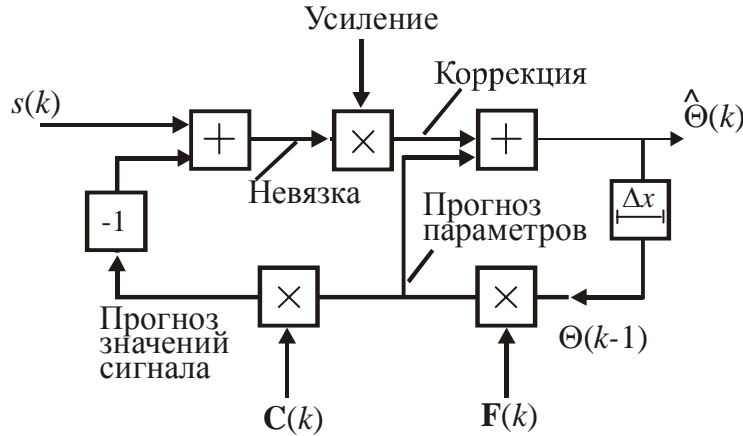 Усиление
Коррекция
s(k)
+
×
+
Θ̂(k)
Невязка
-1
Прогноз
параметров
Δx
×
×
Прогноз
значений
сигнала
Θ(k-1)
C(k)
F(k)